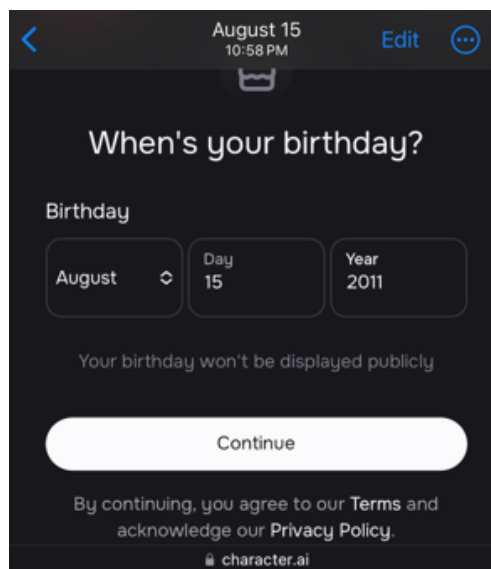 August 15
10:58 PM
Edit
When's your birthday?
Birthday
August
Day
15
Year
2011
Your birthday won't be displayed publicly
Continue
By continuing, you agree to our Terms and
acknowledge our Privacy Policy.
character.ai